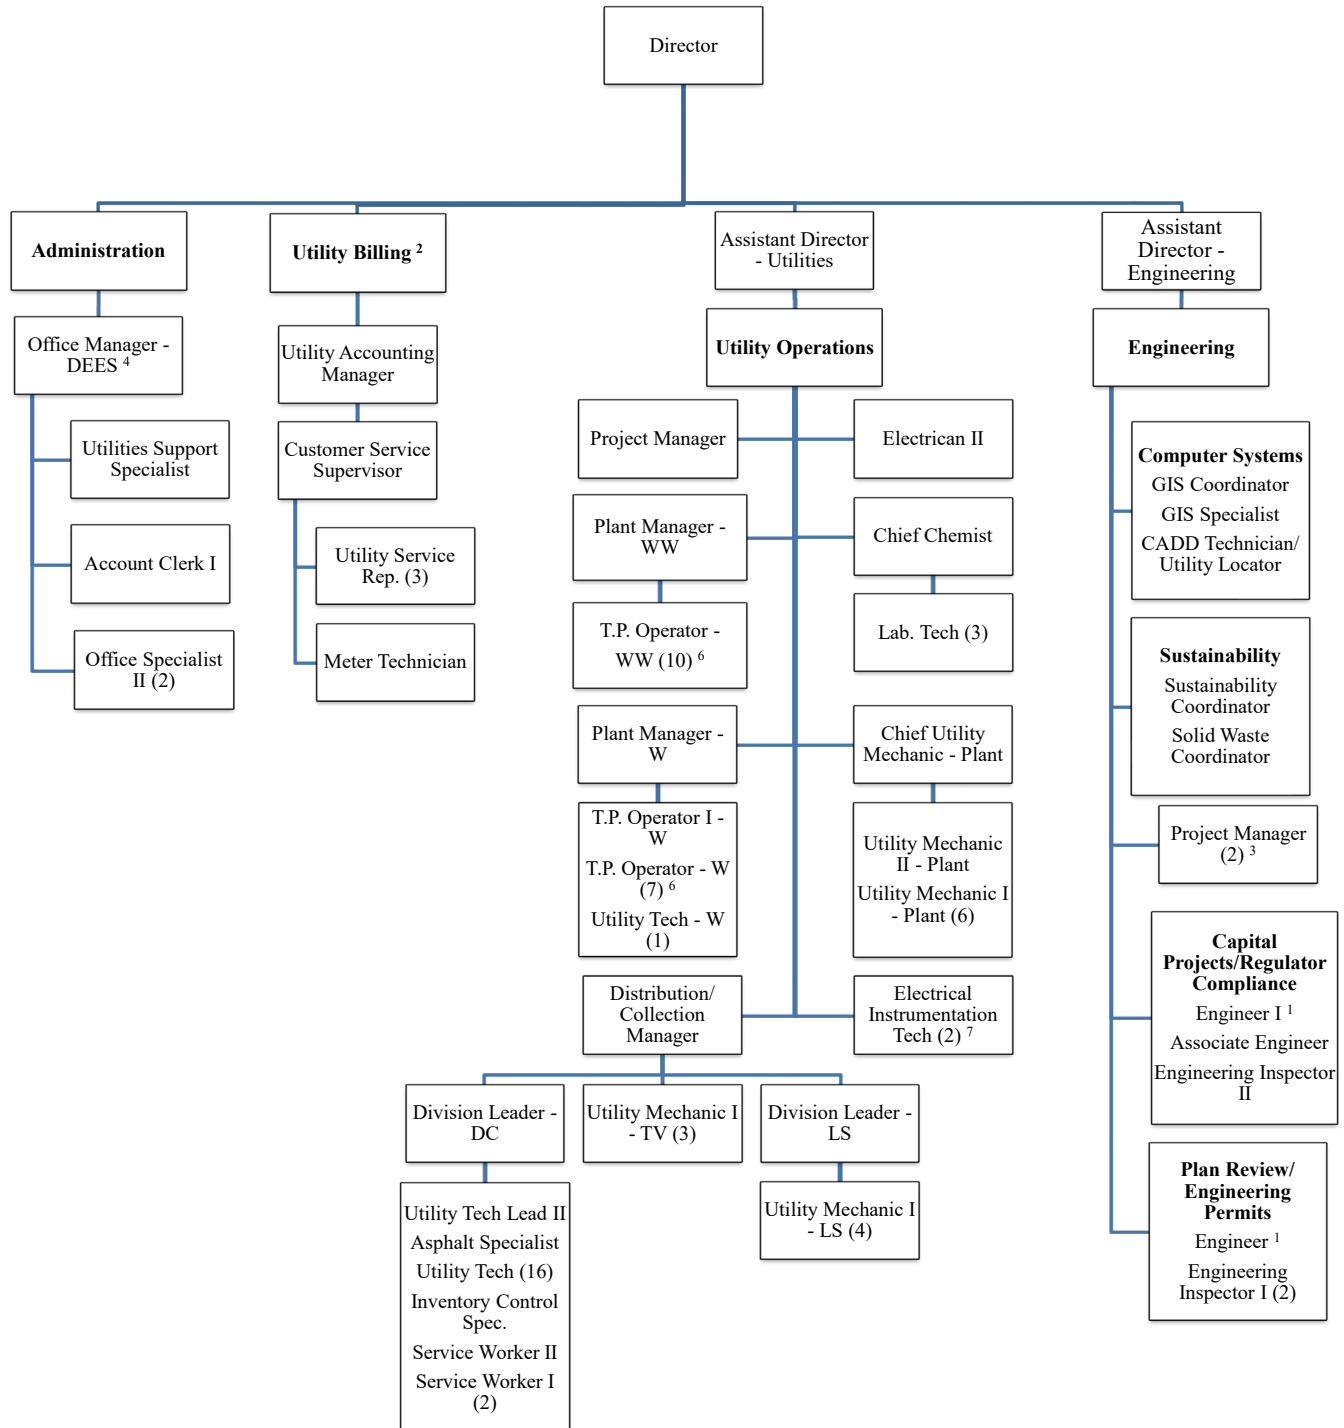 Director
Administration
Office Manager -
DEES 4
Utilities Support
Specialist
Account Clerk I
Office Specialist
II (2)
Utility Billing 2
Utility Accounting
Manager
Customer Service
Supervisor
Utility Service
Rep. (3)
Meter Technician
Assistant Director
- Utilities
Utility Operations
Project Manager
Electrican II
Plant Manager -
WW
Chief Chemist
T.P. Operator -
WW (10) 6
Lab. Tech (3)
Plant Manager -
W
Chief Utility
Mechanic - Plant
T.P. Operator I -
W
T.P. Operator - W
(7) 6
Utility Tech - W
(1)
Utility Mechanic
II - Plant
Utility Mechanic I
- Plant (6)
Distribution/
Collection
Manager
Electrical
Instrumentation
Tech (2) 7
Division Leader -
DC
Utility Mechanic I
- TV (3)
Division Leader -
LS
Utility Tech Lead II
Asphalt Specialist
Utility Tech (16)
Inventory Control
Spec.
Service Worker II
Service Worker I
(2)
Utility Mechanic I
- LS (4)
Assistant
Director -
Engineering
Engineering
Computer Systems
GIS Coordinator
GIS Specialist
CADD Technician/
Utility Locator
Sustainability
Sustainability
Coordinator
Solid Waste
Coordinator
Project Manager
(2) 3
Capital
Projects/Regulator
Compliance
Engineer I 1
Associate Engineer
Engineering Inspector
II
Plan Review/
Engineering
Permits
Engineer 1
Engineering
Inspector I (2)